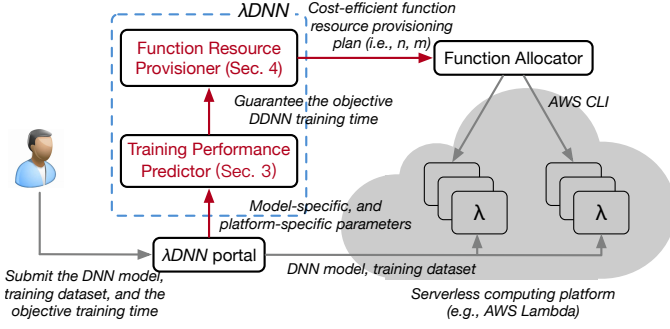 λDNN
Cost-efficient function
resource provisioning
plan (i.e., n, m)
Function Resource
Provisioner (Sec. 4)
Function Allocator
Guarantee the objective
DDNN training time
AWS CLI
Training Performance
Predictor (Sec. 3)
Model-specific, and
platform-specific parameters
λ
λ
λDNN portal
DNN model, training dataset
Submit the DNN model,
training dataset, and the
objective training time
Serverless computing platform
(e.g., AWS Lambda)